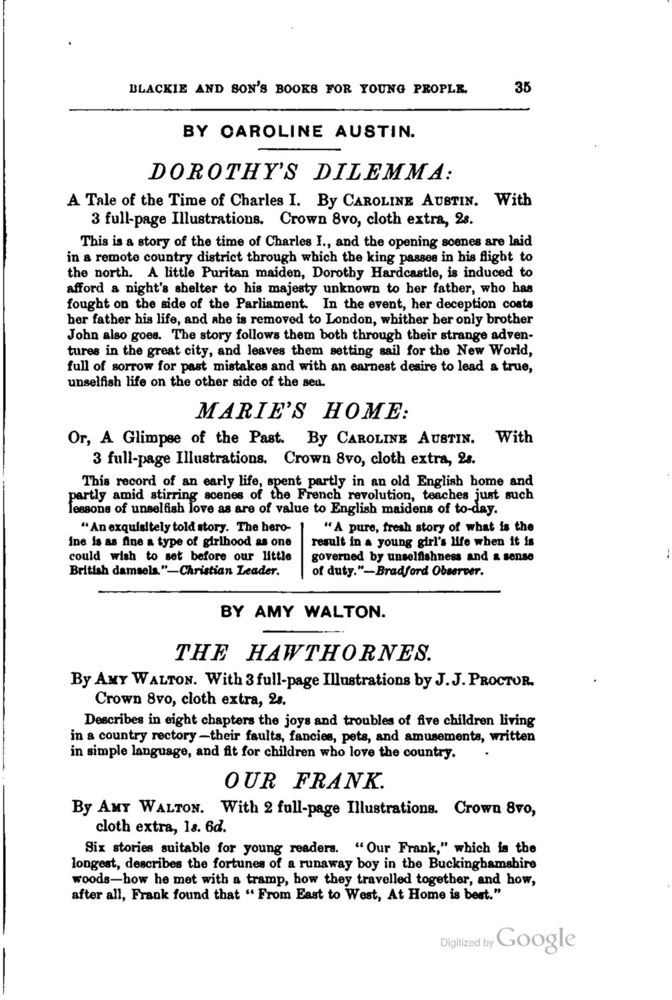 BLACKIE AND SON'S BOOKS FOR YOUNG PEOPLE. 35
BY CAROLINE AUSTIN.
DOROTHY'S DILEMMA:
A Tale of the Time of Charles I. By CAROLINE AUSTIN. With
3 full-page Illustrations. Crown 8vo, cloth extra, 2s.
This is a story of the time of Charles I., and the opening scenes are laid
in a remote country district through which the king passes in his flight to
the north. A little Puritan maiden, Dorothy Hardcastle, is induced to
afford a night's shelter to his majesty unknown to her father, who has
fought on the side of the Parliament. In the event, her deception costs
her father his life, and she is removed to London, whither her only brother
John also goes. The story follows them both through their strange adven-
tures in the great city, and leaves them setting sail for the New World,
full of sorrow for past mistakes and with an earnest desire to lead a true,
unselfish life on the other side of the sea.
MARIE'S HOME:
Or, A Glimpse of the Past. By CAROLINE AUSTIN. With
3 full-page Illustrations. Crown 8vo, cloth extra, 2s.
This record of an early life, spent partly in an old English home and
partly amid stirring scenes of the French revolution, teaches just such
lessons of unselfish love as are of value to English maidens of to-day.
"An exquisitely told story. The hero-
ine is as fine a type of girlhood as one
could wish to set before our little
British damsels."—Christian Leader.
"A pure, fresh story of what is the
result in a young girl's life when it is
governed by unselfishness and a sense
of duty."—Bradford Observer.
BY AMY WALTON.
THE HAWTHORNES.
By AMY WALTON. With 3 full-page Illustrations by J. J. PROCTOR.
Crown 8vo, cloth extra, 2s.
Describes in eight chapters the joys and troubles of five children living
in a country rectory—their faults, fancies, pets, and amusements, written
in simple language, and fit for children who love the country.
OUR FRANK.
By AMY WALTON. With 2 full-page Illustrations. Crown 8vo,
cloth extra, 1s. 6d.
Six stories suitable for young readers. "Our Frank," which is the
longest, describes the fortunes of a runaway boy in the Buckinghamshire
woods—how he met with a tramp, how they travelled together, and how,
after all, Frank found that "From East to West, At Home is best."
Digitized by Google